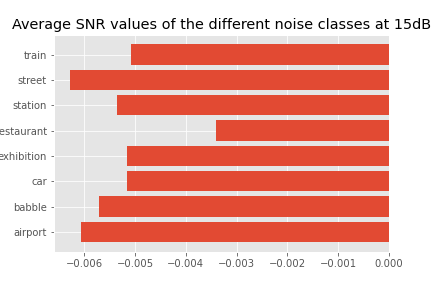 Average SNR values of the different noise classes at 15dB
train
street
station
estaurant
exhibition
car
babble
airport
−0.006 −0.005 −0.004 −0.003 −0.002 −0.001 0.000